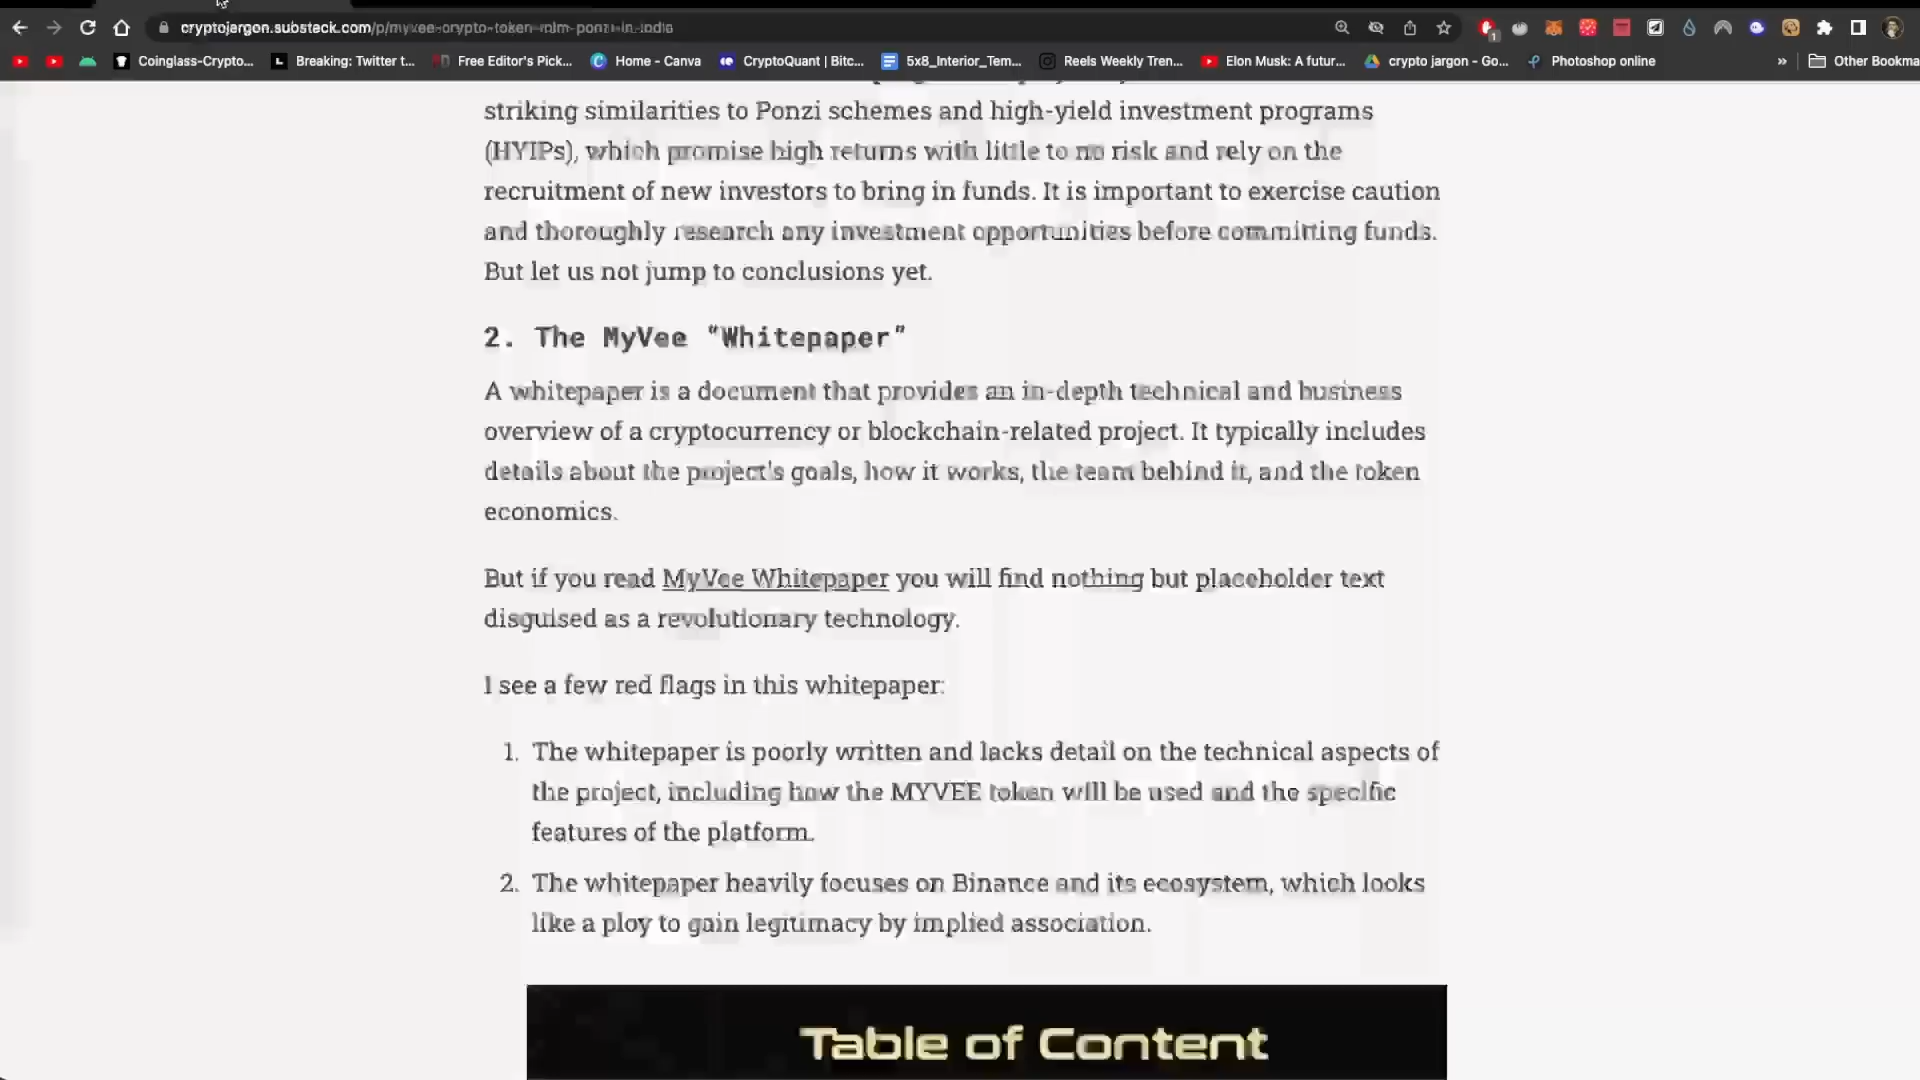 cryptojargon.substack.com/p/myvee-crypto-token-mlm-ponzi-in-india
1
Coinglass-Crypto... Breaking: Twitter t... Free Editor's Pick... Home - Canva CryptoQuant | Bitc... 5x8_Interior_Tem... Reels Weekly Tren... Elon Musk: A futur... crypto jargon - Go... Photoshop online » Other Bookma
striking similarities to Ponzi schemes and high-yield investment programs
(HYIPs), which promise high returns with little to no risk and rely on the
recruitment of new investors to bring in funds. It is important to exercise caution
and thoroughly research any investment opportunities before committing funds.
But let us not jump to conclusions yet.
2. The MyVee "Whitepaper"
A whitepaper is a document that provides an in-depth technical and business
overview of a cryptocurrency or blockchain-related project. It typically includes
details about the project's goals, how it works, the team behind it, and the token
economics.
But if you read MyVee Whitepaper you will find nothing but placeholder text
disguised as a revolutionary technology.
I see a few red flags in this whitepaper:
1. The whitepaper is poorly written and lacks detail on the technical aspects of
the project, including how the MYVEE token will be used and the specific
features of the platform.
2. The whitepaper heavily focuses on Binance and its ecosystem, which looks
like a ploy to gain legitimacy by implied association.
Table of Content